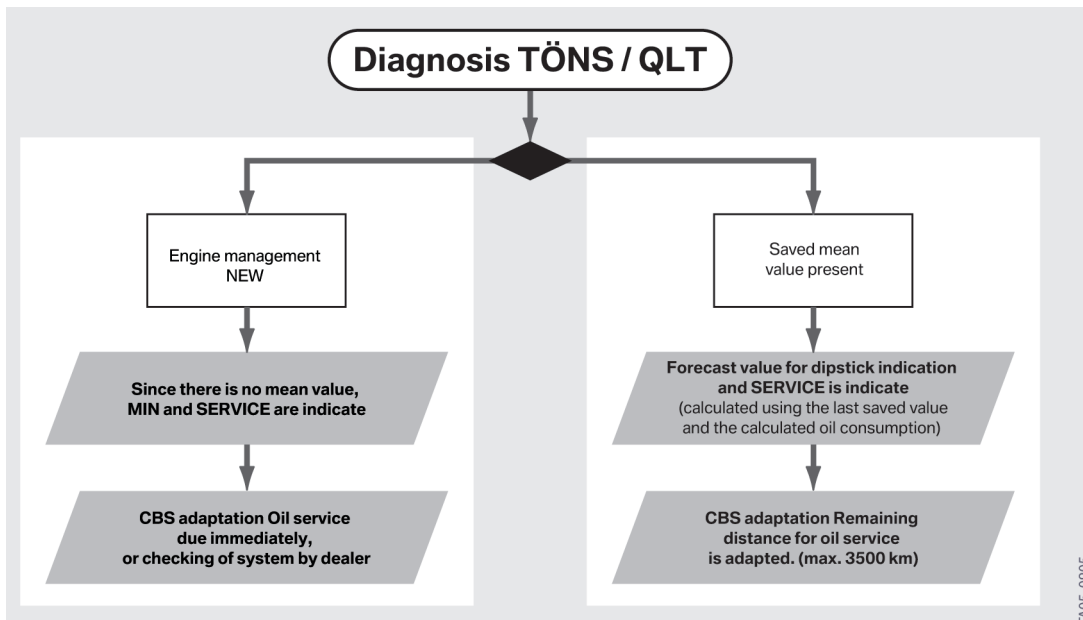 Diagnosis TÖNS / QLT
Engine management
NEW
Since there is no mean value,
MIN and SERVICE are indicate
CBS adaptation Oil service
due immediately,
or checking of system by dealer
Saved mean
value present
Forecast value for dipstick indication
and SERVICE is indicate
(calculated using the last saved value
and the calculated oil consumption)
CBS adaptation Remaining
distance for oil service
is adapted. (max. 3500 km)